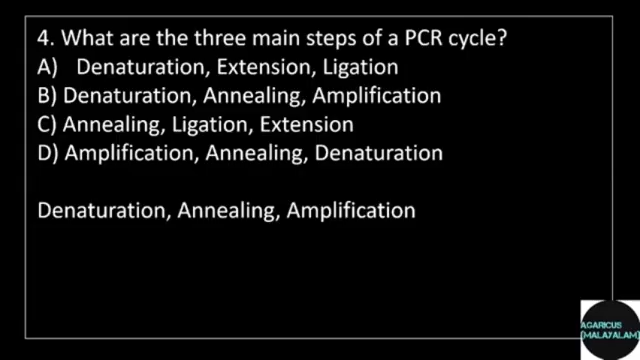 4. What are the three main steps of a PCR cycle?
A) Denaturation, Extension, Ligation
B) Denaturation, Annealing, Amplification
C) Annealing, Ligation, Extension
D) Amplification, Annealing, Denaturation
Denaturation, Annealing, Amplification
AGARICUS
(MALAYALAM)